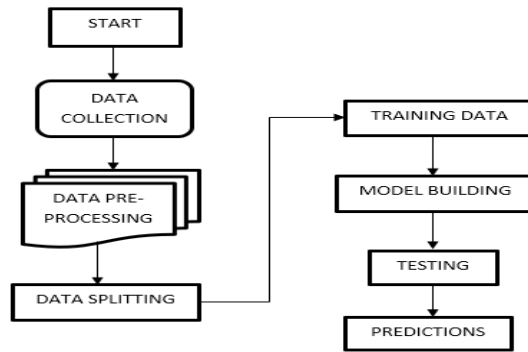 START
DATA
COLLECTION
DATA PRE-
PROCESSING
DATA SPLITTING
TRAINING DATA
MODEL BUILDING
TESTING
PREDICTIONS